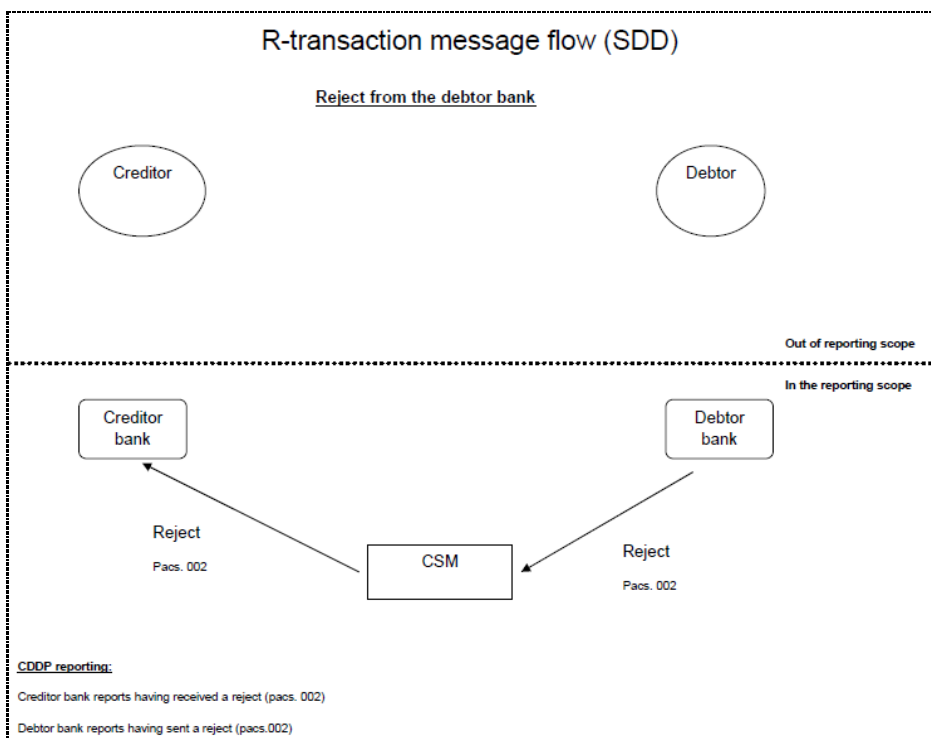 R-transaction message flow (SDD)
Reject from the debtor bank
Creditor
Debtor
Out of reporting scope
In the reporting scope
Creditor
bank
Debtor
bank
Reject
Pacs. 002
CSM
Reject
Pacs. 002
CDDP reporting:
Creditor bank reports having received a reject (pacs. 002)
Debtor bank reports having sent a reject (pacs.002)